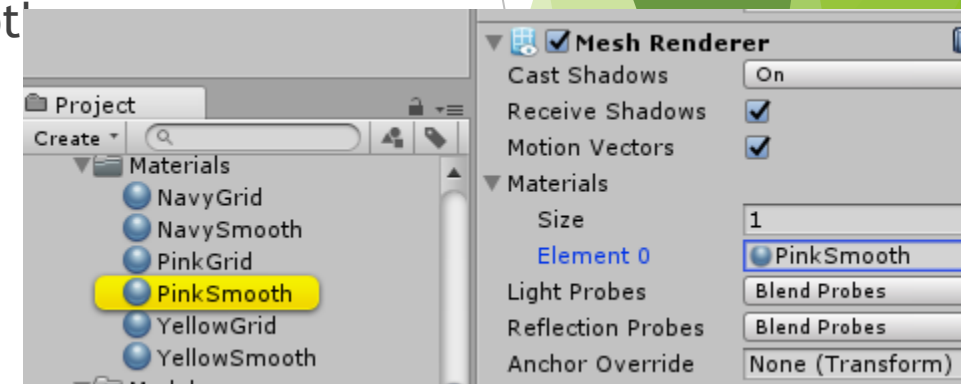 Project
Create
Materials
NavyGrid
NavySmooth
PinkGrid
PinkSmooth
YellowGrid
YellowSmooth
Mesh Renderer
Cast Shadows On
Receive Shadows
Motion Vectors
Materials
Size 1
Element 0 PinkSmooth
Light Probes Blend Probes
Reflection Probes Blend Probes
Anchor Override None (Transform)